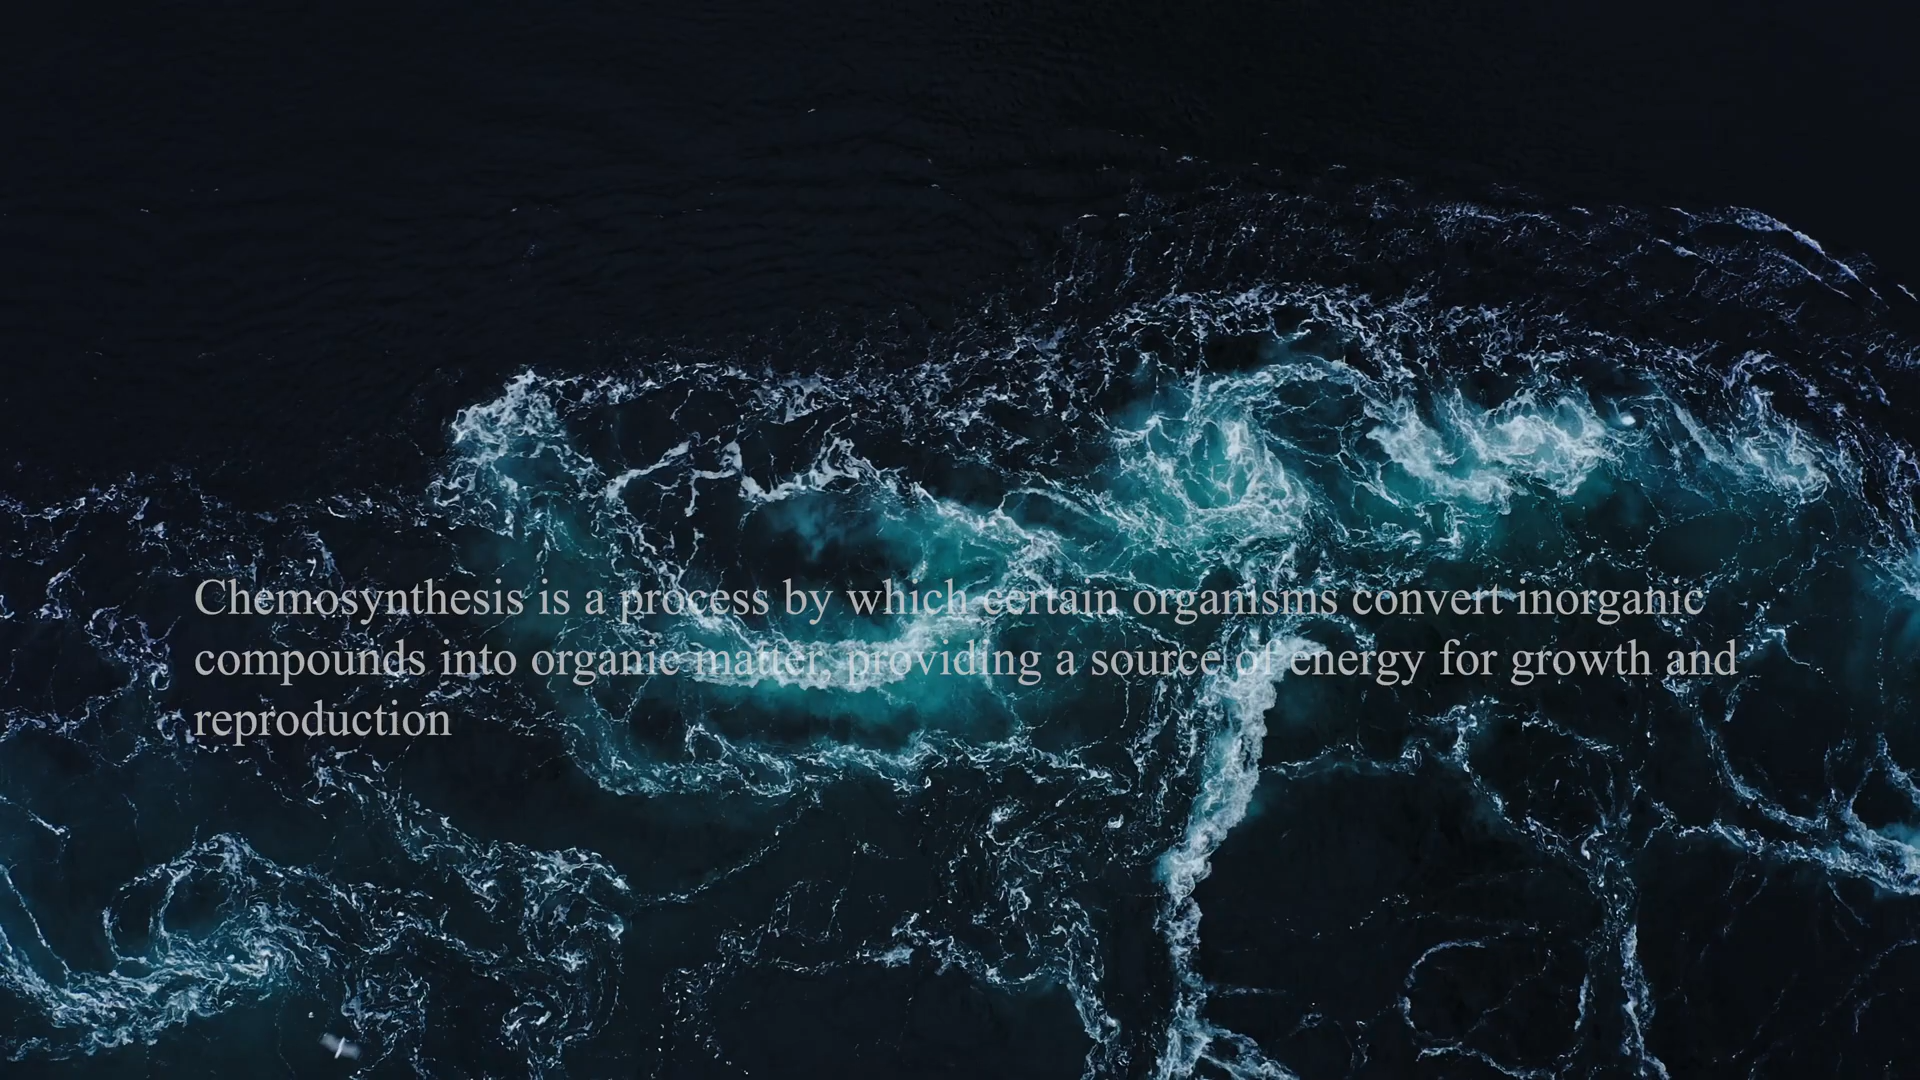 Chemosynthesis is a process by which certain organisms convert inorganic
compounds into organic matter, providing a source of energy for growth and
reproduction